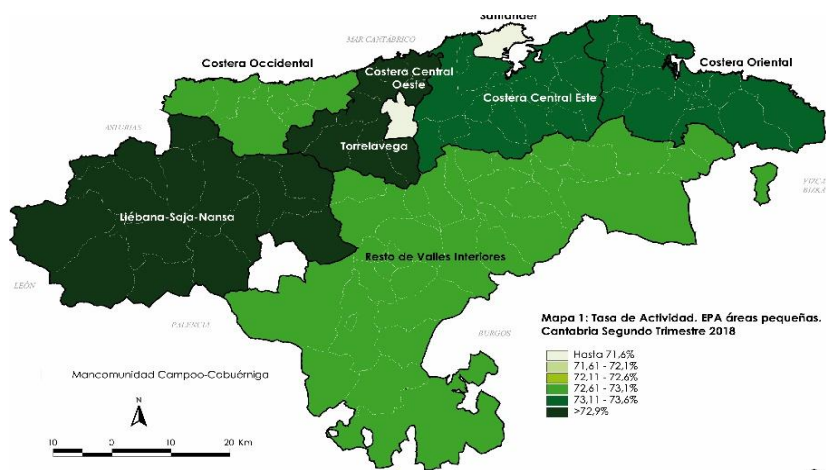 Santander
MAR CANTÁBRICO
Costera Occidental
Costera Central
Oeste
Costera Oriental
Costera Central Este
ASTURIAS
Torrelavega
VIZCA
Liébana-Saja-Nansa
Resto de Valles Interiores
LEÓN
PALENCIA
BURGOS
Mapa 1: Tasa de Actividad. EPA áreas pequeñas.
Cantabria Segundo Trimestre 2018
Hasta 71,6%
71,61 - 72,1%
72,11 - 72,6%
72,61 - 73,1%
73,11 - 73,6%
>72,9%
Mancomunidad Campoo-Cabuérniga
N
10 0 10 20 Km